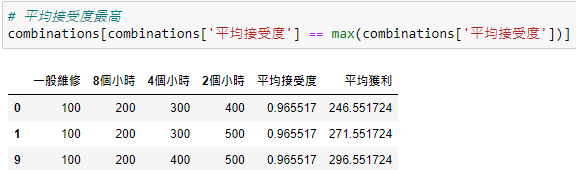 # 平均接受度最高
combinations[combinations['平均接受度'] == max(combinations['平均接受度'])]
一般維修 8個小時 4個小時 2個小時 平均接受度 平均獲利
0 100 200 300 400 0.965517 246.551724
1 100 200 300 500 0.965517 271.551724
9 100 200 400 500 0.965517 296.551724